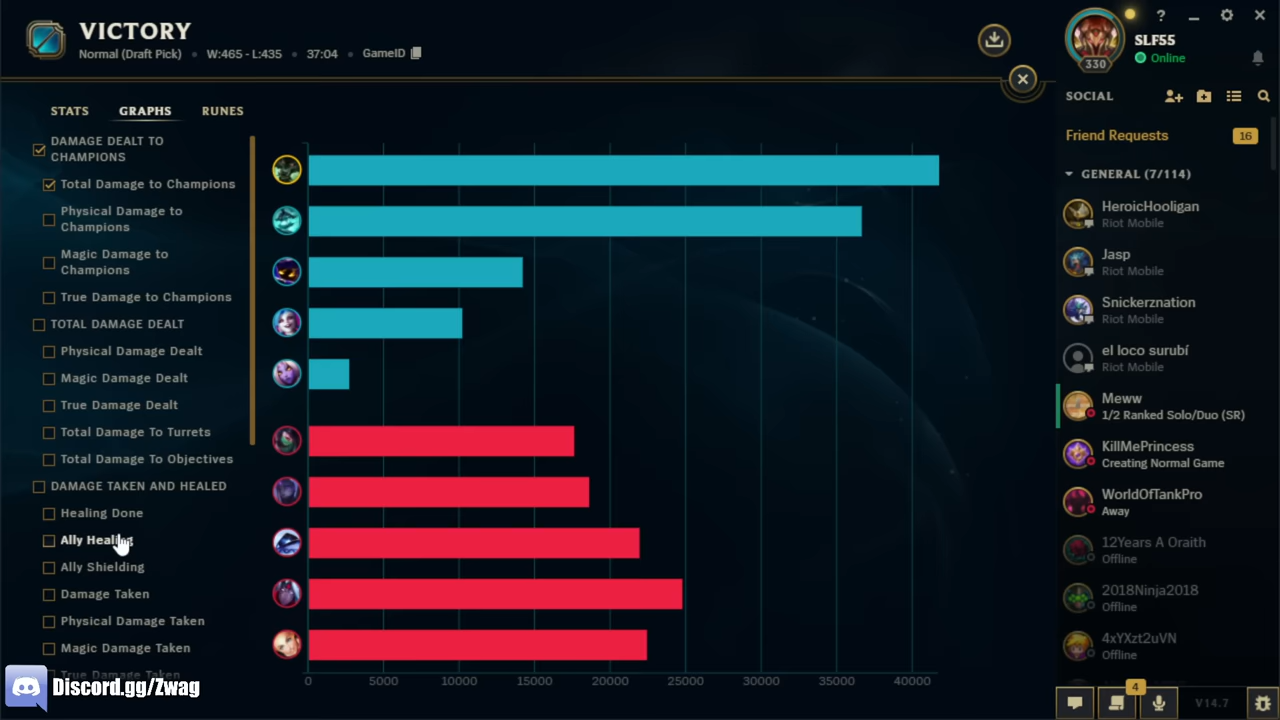 VICTORY
Normal (Draft Pick) • W:465 - L:435 • 37:04 • GameID
?
SLF55
330
Online
STATS GRAPHS RUNES
SOCIAL
DAMAGE DEALT TO
CHAMPIONS
Total Damage to Champions
Physical Damage to
Champions
Magic Damage to
Champions
True Damage to Champions
TOTAL DAMAGE DEALT
Physical Damage Dealt
Magic Damage Dealt
True Damage Dealt
Total Damage To Turrets
Total Damage To Objectives
DAMAGE TAKEN AND HEALED
Healing Done
Ally Healing
Ally Shielding
Damage Taken
Physical Damage Taken
Magic Damage Taken
True Damage Taken
Discord.gg/Zwag
0 5000 10000 15000 20000 25000 30000 35000 40000
Friend Requests 16
GENERAL (7/114)
HeroicHooligan
Riot Mobile
Jasp
Riot Mobile
Snickerznation
Riot Mobile
el loco surubí
Riot Mobile
Meww
1/2 Ranked Solo/Duo (SR)
KillMePrincess
Creating Normal Game
WorldOfTankPro
Away
12Years A Oraith
Offline
2018Ninja2018
Offline
4xYXzt2uVN
Offline
4
V14.7